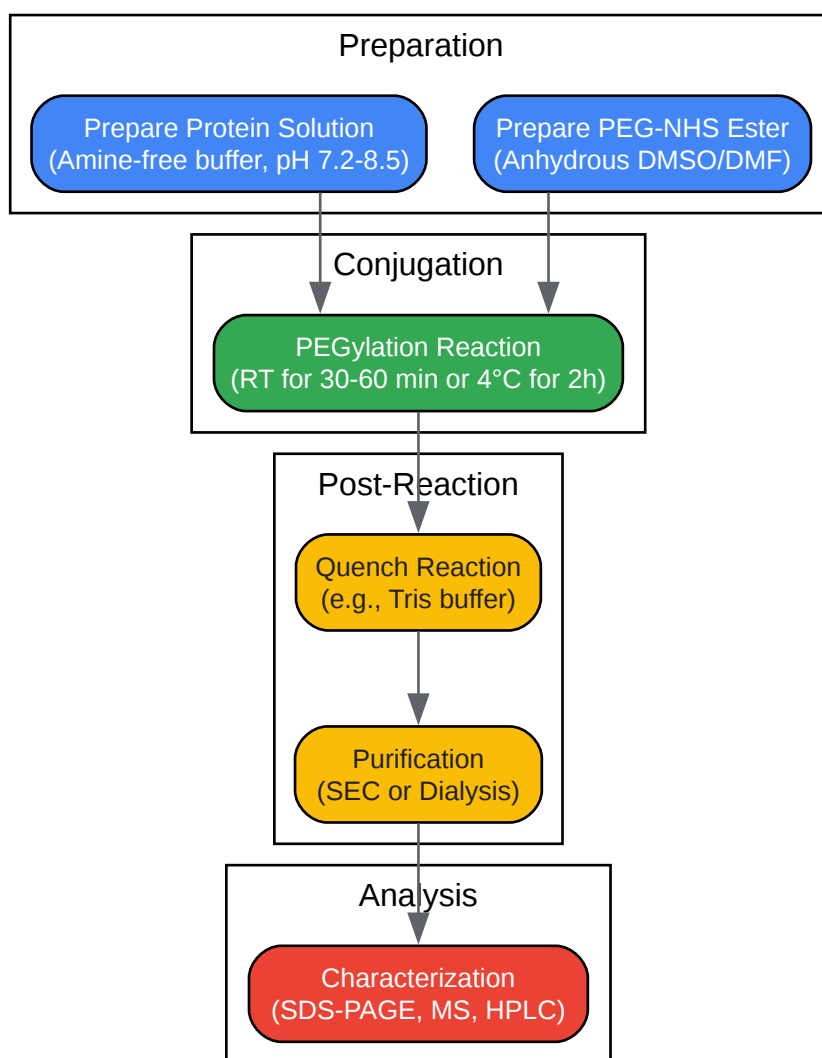 Preparation
Prepare Protein Solution
(Amine-free buffer, pH 7.2-8.5)
Prepare PEG-NHS Ester
(Anhydrous DMSO/DMF)
Conjugation
PEGylation Reaction
(RT for 30-60 min or 4°C for 2h)
Post-Reaction
Quench Reaction
(e.g., Tris buffer)
Purification
(SEC or Dialysis)
Analysis
Characterization
(SDS-PAGE, MS, HPLC)